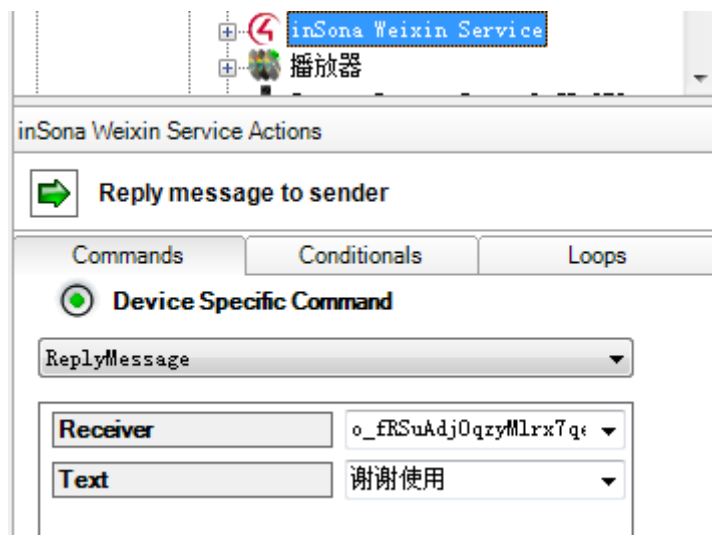 inSona Weixin Service
播放器
inSona Weixin Service Actions
Reply message to sender
Commands Conditionals Loops
Device Specific Command
ReplyMessage
Receiver
Text 谢谢使用